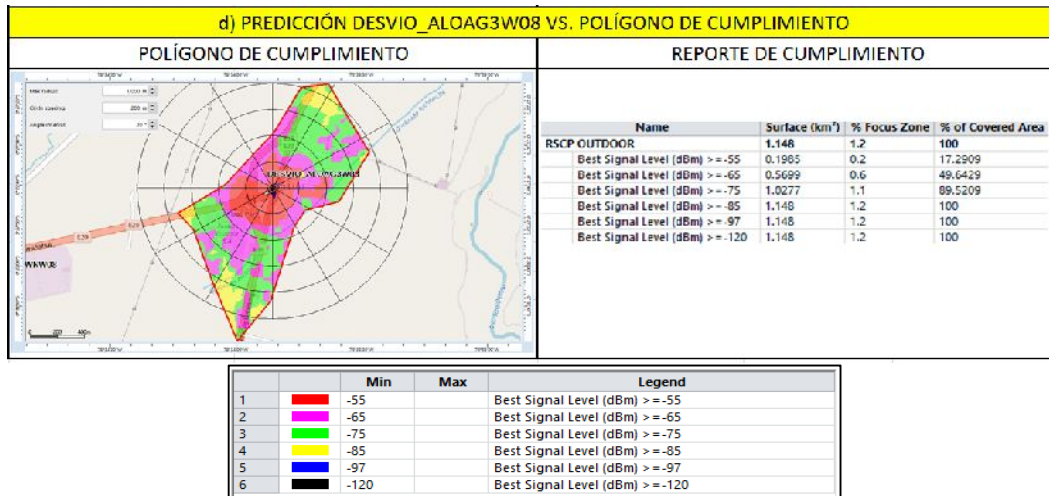 d) PREDICCIÓN DESVIO_ALOAG3W08 VS. POLÍGONO DE CUMPLIMIENTO
POLÍGONO DE CUMPLIMIENTO REPORTE DE CUMPLIMIENTO
DESVIO_ALOAG3W08
Name Surface (km²) % Focus Zone % of Covered Area
RSCP OUTDOOR 1.148 1.2 100
Best Signal Level (dBm) >=-55 0.1985 0.2 17.2909
Best Signal Level (dBm) >=-65 0.5699 0.6 49.6429
Best Signal Level (dBm) >=-75 1.0277 1.1 89.5209
Best Signal Level (dBm) >=-85 1.148 1.2 100
Best Signal Level (dBm) >=-97 1.148 1.2 100
Best Signal Level (dBm) >=-120 1.148 1.2 100
Min Max Legend
1 -55 Best Signal Level (dBm) >=-55
2 -65 Best Signal Level (dBm) >=-65
3 -75 Best Signal Level (dBm) >=-75
4 -85 Best Signal Level (dBm) >=-85
5 -97 Best Signal Level (dBm) >=-97
6 -120 Best Signal Level (dBm) >=-120